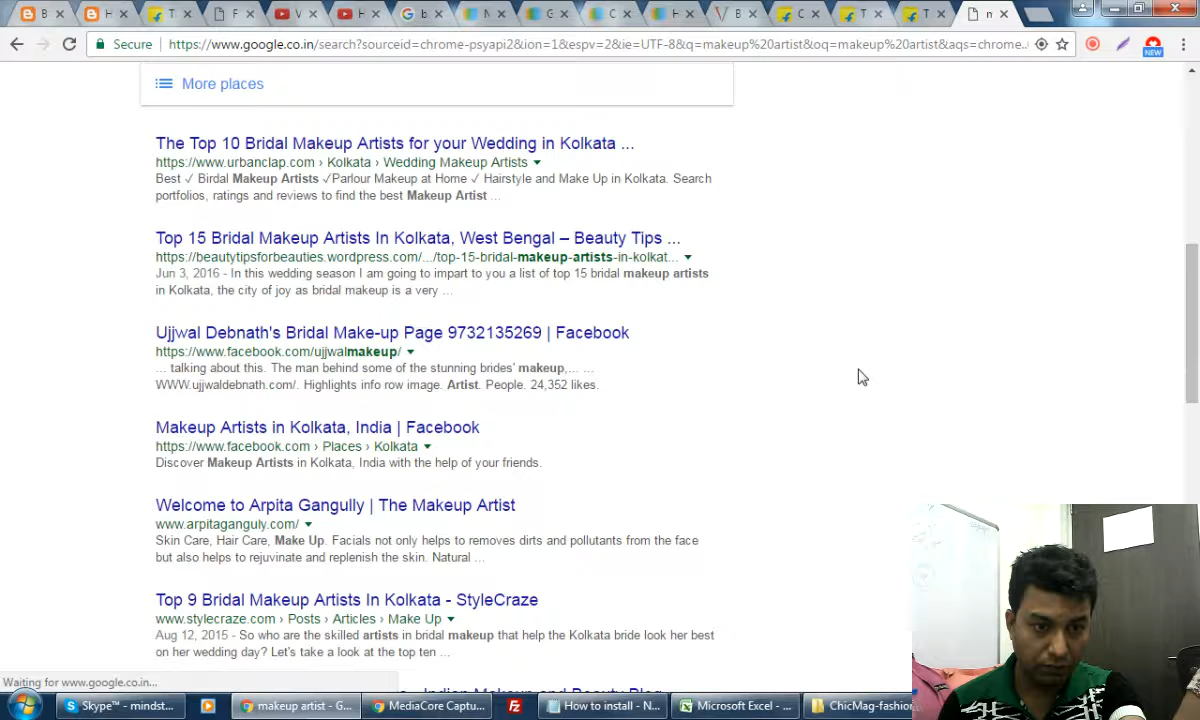 B
H
T
F
V
H
b
N
G
C
H
B
C
T
T
n
Secure
https://www.google.co.in/search?sourceid=chrome-psyapi2&ion=1&espv=2&ie=UTF-8&q=makeup%20artist&oq=makeup%20artist&aqs=chrome..
NEW
More places
The Top 10 Bridal Makeup Artists for your Wedding in Kolkata ...
https://www.urbanclap.com › Kolkata › Wedding Makeup Artists
Best ✓ Birdal Makeup Artists ✓Parlour Makeup at Home ✓ Hairstyle and Make Up in Kolkata. Search
portfolios, ratings and reviews to find the best Makeup Artist ...
Top 15 Bridal Makeup Artists In Kolkata, West Bengal – Beauty Tips ...
https://beautytipsforbeauties.wordpress.com/.../top-15-bridal-makeup-artists-in-kolkat...
Jun 3, 2016 - In this wedding season I am going to impart to you a list of top 15 bridal makeup artists
in Kolkata, the city of joy as bridal makeup is a very ...
Ujjwal Debnath's Bridal Make-up Page 9732135269 | Facebook
https://www.facebook.com/ujjwalmakeup/
... talking about this. The man behind some of the stunning brides' makeup,... ...
WWW.ujjwaldebnath.com/. Highlights info row image. Artist. People. 24,352 likes.
Makeup Artists in Kolkata, India | Facebook
https://www.facebook.com › Places › Kolkata
Discover Makeup Artists in Kolkata, India with the help of your friends.
Welcome to Arpita Gangully | The Makeup Artist
www.arpitaganguly.com/
Skin Care, Hair Care, Make Up. Facials not only helps to removes dirts and pollutants from the face
but also helps to rejuvinate and replenish the skin. Natural ...
Top 9 Bridal Makeup Artists In Kolkata - StyleCraze
www.stylecraze.com › Posts › Articles › Make Up
Aug 12, 2015 - So who are the skilled artists in bridal makeup that help the Kolkata bride look her best
on her wedding day? Let's take a look at the top ten ...
Indian Makeup and Beauty Blog
Waiting for www.google.co.in...
Skype™ - mindst...
makeup artist - G...
MediaCore Captu...
How to install - N...
Microsoft Excel - ...
ChicMag-fashion